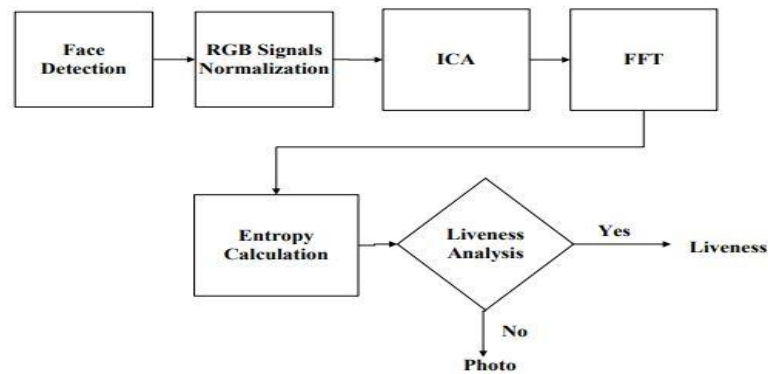 Face
Detection
RGB Signals
Normalization
ICA
FFT
Entropy
Calculation
Liveness
Analysis
Yes
Liveness
No
Photo